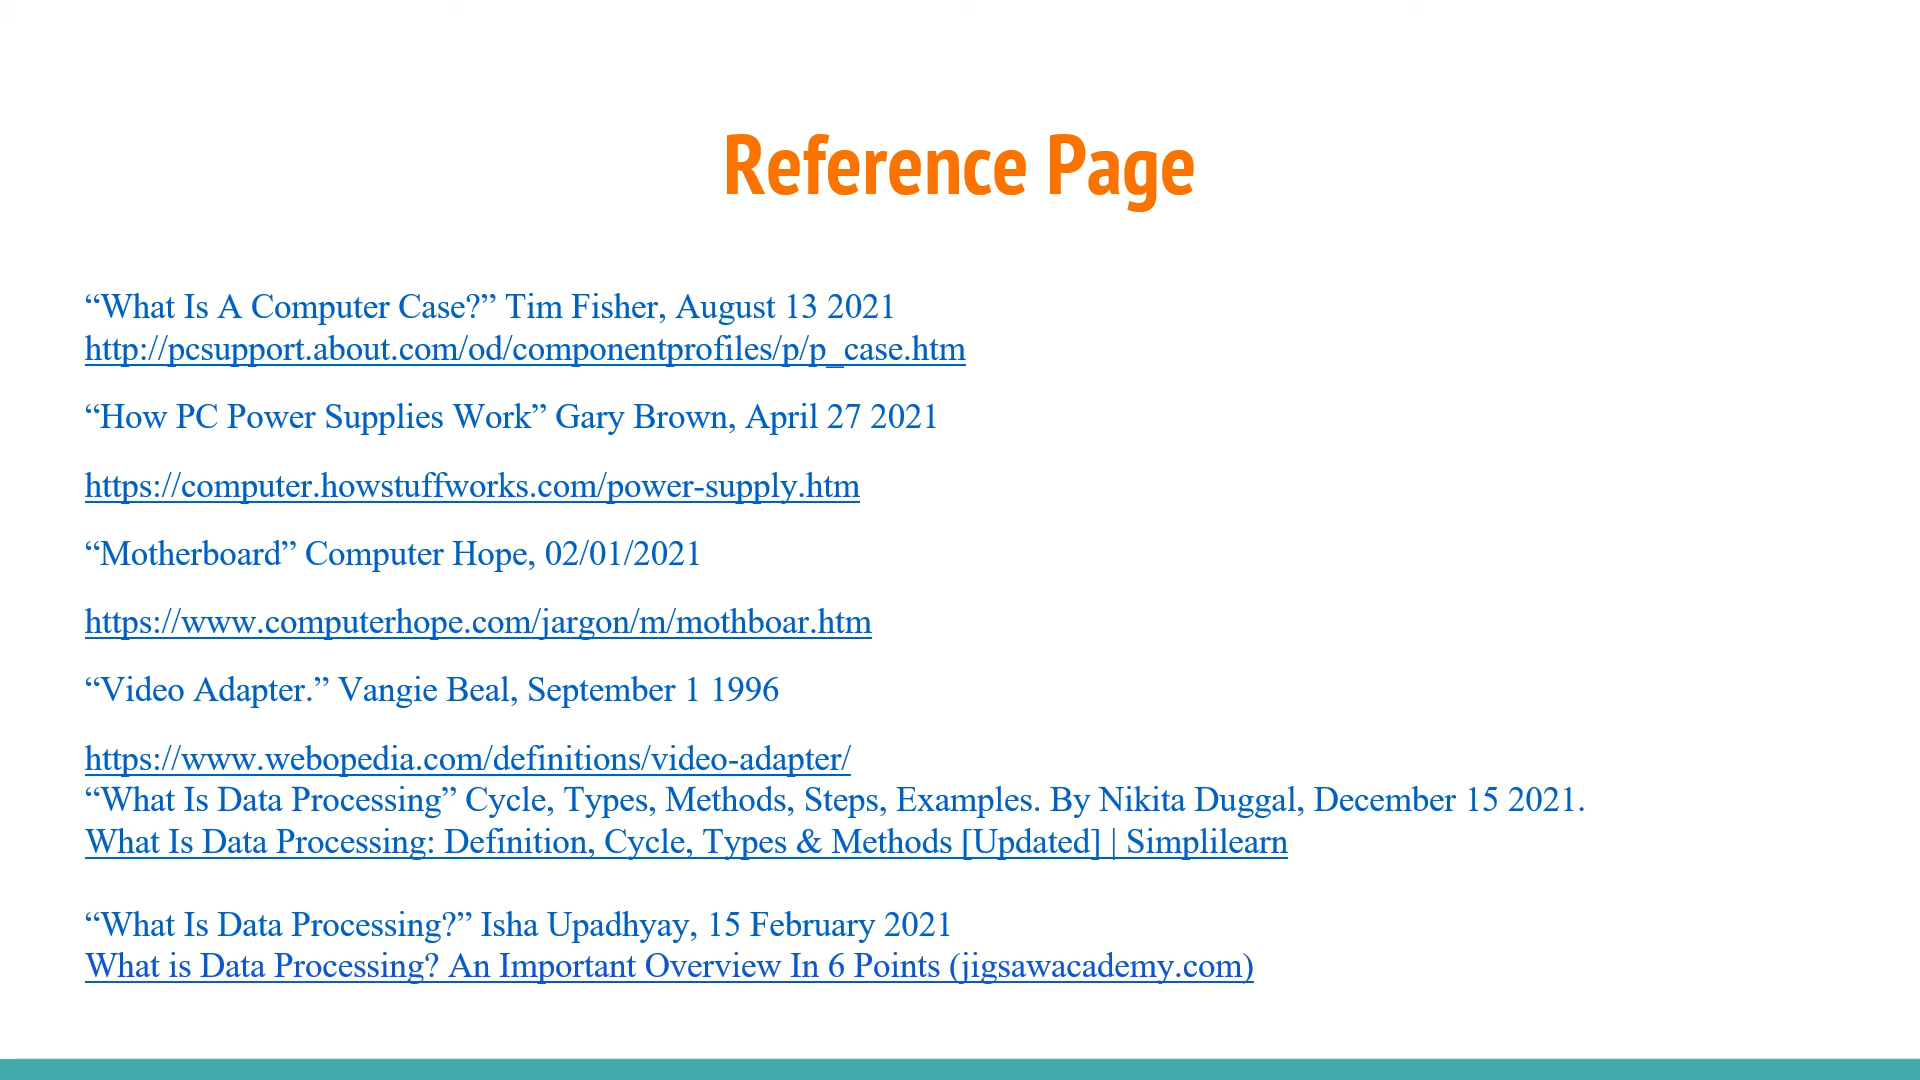 Reference Page
“What Is A Computer Case?” Tim Fisher, August 13 2021
http://pcsupport.about.com/od/componentprofiles/p/p_case.htm
“How PC Power Supplies Work” Gary Brown, April 27 2021
https://computer.howstuffworks.com/power-supply.htm
“Motherboard” Computer Hope, 02/01/2021
https://www.computerhope.com/jargon/m/mothboar.htm
“Video Adapter.” Vangie Beal, September 1 1996
https://www.webopedia.com/definitions/video-adapter/
“What Is Data Processing” Cycle, Types, Methods, Steps, Examples. By Nikita Duggal, December 15 2021.
What Is Data Processing: Definition, Cycle, Types & Methods [Updated] | Simplilearn
“What Is Data Processing?” Isha Upadhyay, 15 February 2021
What is Data Processing? An Important Overview In 6 Points (jigsawacademy.com)